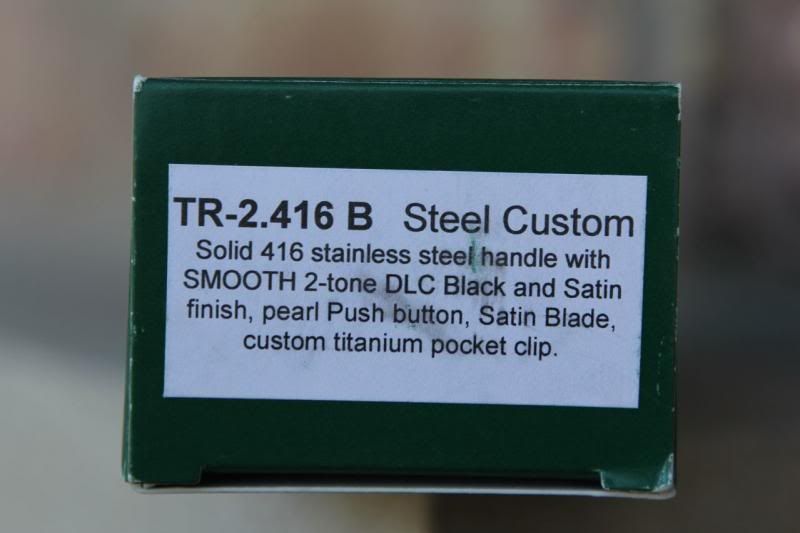 TR-2.416 B Steel Custom
Solid 416 stainless steel handle with
SMOOTH 2-tone DLC Black and Satin
finish, pearl Push button, Satin Blade,
custom titanium pocket clip.